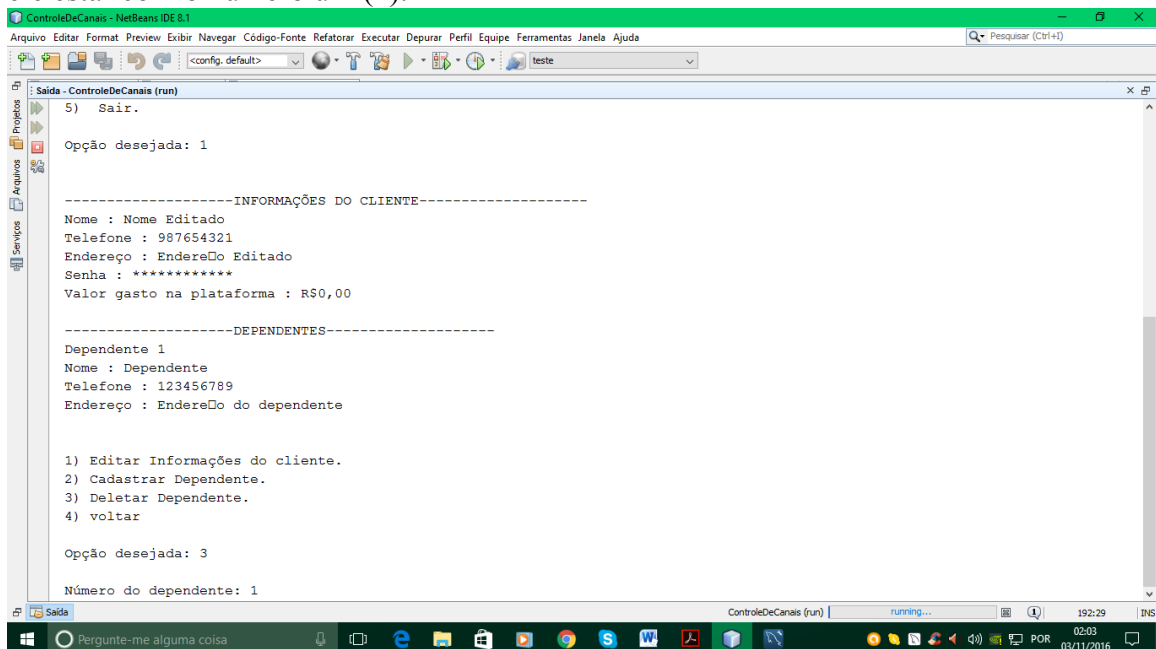 ControleDeCanais - NetBeans IDE 8.1
Arquivo Editar Format Preview Exibir Navegar Código-Fonte Refatorar Executar Depurar Perfil Equipe Ferramentas Janela Ajuda
Pesquisar (Ctrl+I)
<config. default>
teste
Saída - ControleDeCanais (run)
Projetos
Arquivos
Serviços
5) Sair.
Opção desejada: 1
--------------------INFORMAÇÕES DO CLIENTE--------------------
Nome : Nome Editado
Telefone : 987654321
Endereço : Endere□o Editado
Senha : ************
Valor gasto na plataforma : R$0,00
--------------------DEPENDENTES--------------------
Dependente 1
Nome : Dependente
Telefone : 123456789
Endereço : Endere□o do dependente
1) Editar Informações do cliente.
2) Cadastrar Dependente.
3) Deletar Dependente.
4) voltar
Opção desejada: 3
Número do dependente: 1
Saída
ControleDeCanais (run)
running...
1
192:29
INS
Pergunte-me alguma coisa
POR
02:03
03/11/2016